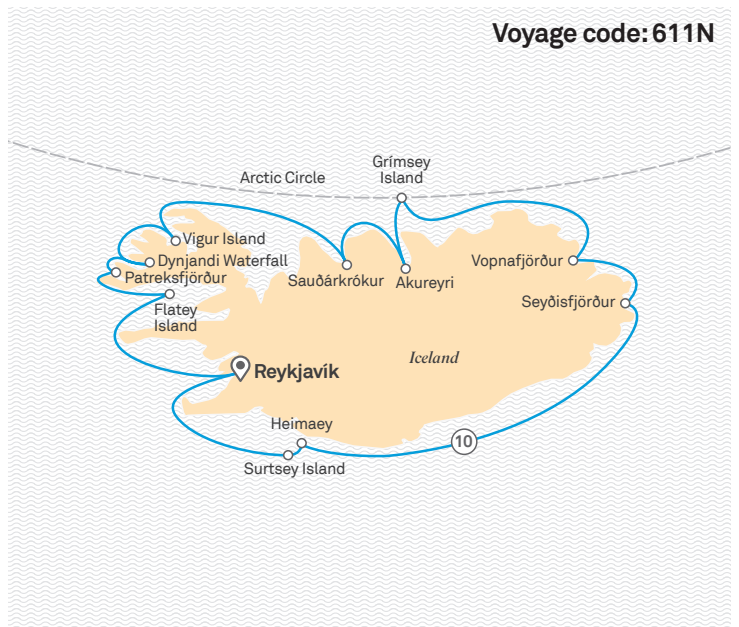 Voyage code: 611N
Grímsey
Island
Arctic Circle
Vigur Island
Dynjandi Waterfall
Patreksfjörður
Sauðárkrókur
Akureyri
Vopnafjörður
Flatey
Island
Seyðisfjörður
Iceland
Reykjavík
Heimaey
10
Surtsey Island